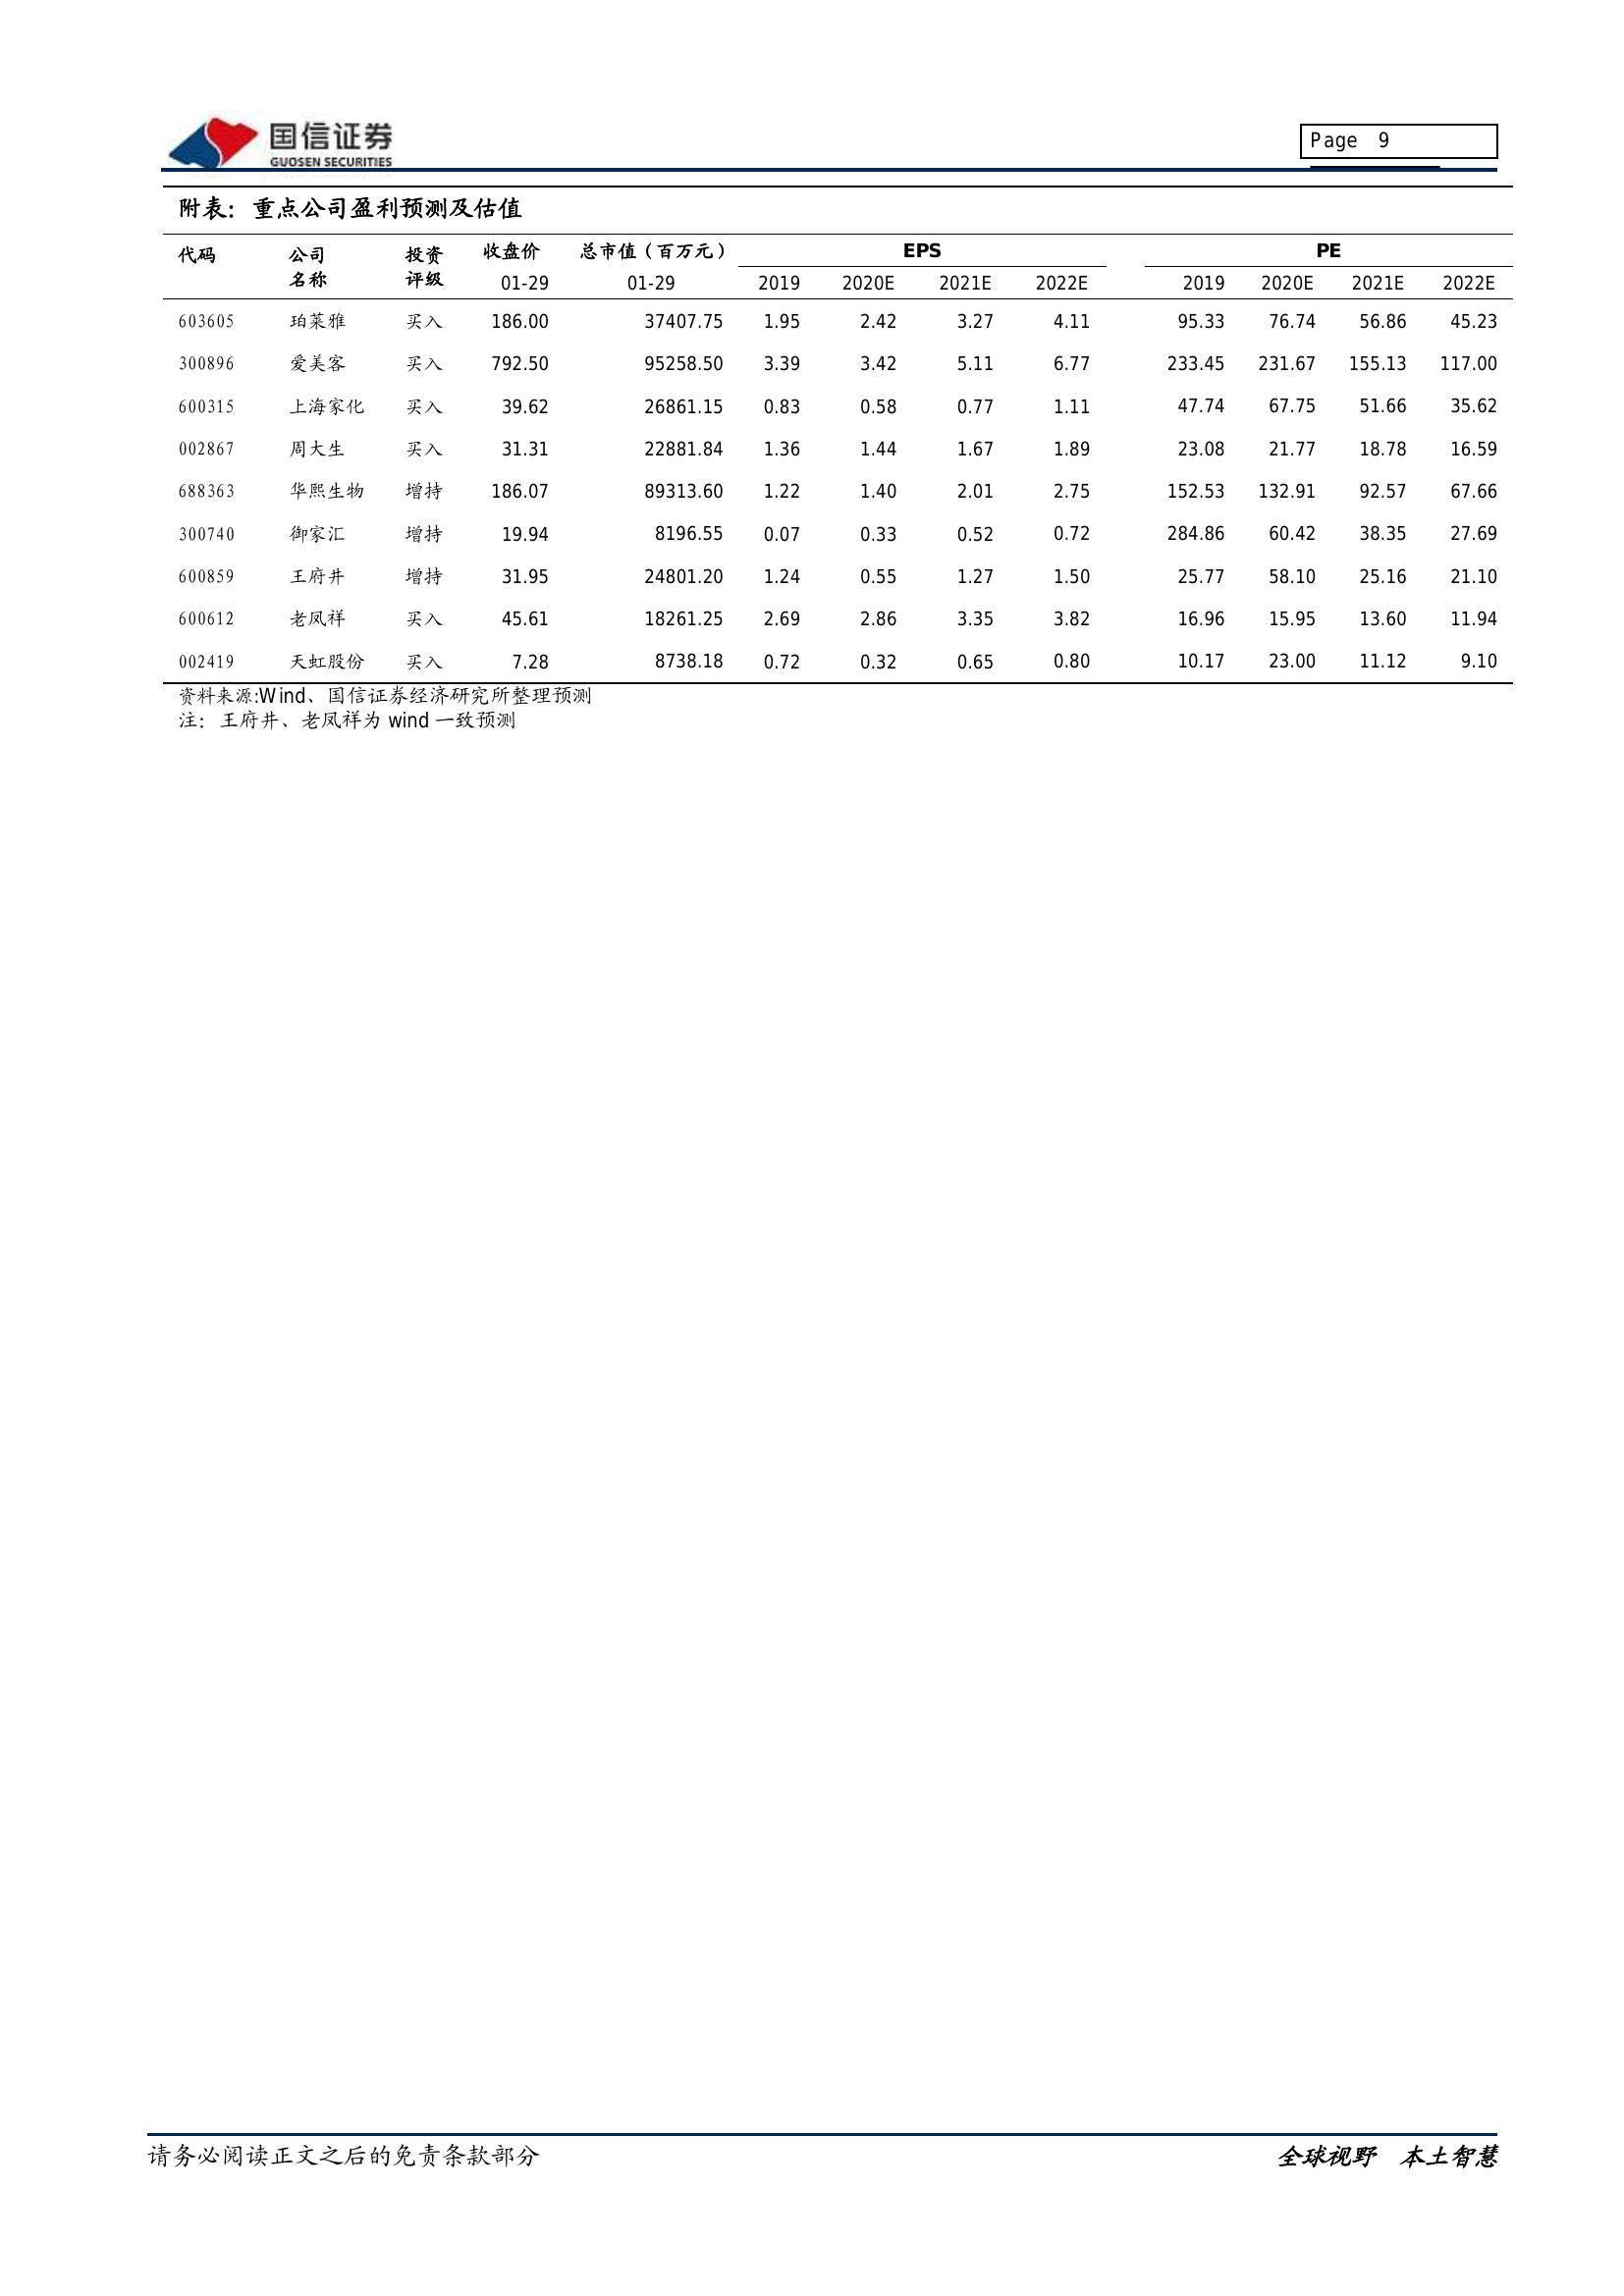 国信证券
GUOSEN SECURITIES
Page 9
附表：重点公司盈利预测及估值
代码 公司名称 投资评级 收盘价 总市值（百万元） EPS PE
01-29 01-29 2019 2020E 2021E 2022E 2019 2020E 2021E 2022E
603605 珀莱雅 买入 186.00 37407.75 1.95 2.42 3.27 4.11 95.33 76.74 56.86 45.23
300896 爱美客 买入 792.50 95258.50 3.39 3.42 5.11 6.77 233.45 231.67 155.13 117.00
600315 上海家化 买入 39.62 26861.15 0.83 0.58 0.77 1.11 47.74 67.75 51.66 35.62
002867 周大生 买入 31.31 22881.84 1.36 1.44 1.67 1.89 23.08 21.77 18.78 16.59
688363 华熙生物 增持 186.07 89313.60 1.22 1.40 2.01 2.75 152.53 132.91 92.57 67.66
300740 御家汇 增持 19.94 8196.55 0.07 0.33 0.52 0.72 284.86 60.42 38.35 27.69
600859 王府井 增持 31.95 24801.20 1.24 0.55 1.27 1.50 25.77 58.10 25.16 21.10
600612 老凤祥 买入 45.61 18261.25 2.69 2.86 3.35 3.82 16.96 15.95 13.60 11.94
002419 天虹股份 买入 7.28 8738.18 0.72 0.32 0.65 0.80 10.17 23.00 11.12 9.10
资料来源:Wind、国信证券经济研究所整理预测
注：王府井、老凤祥为 wind 一致预测
请务必阅读正文之后的免责条款部分 全球视野 本土智慧